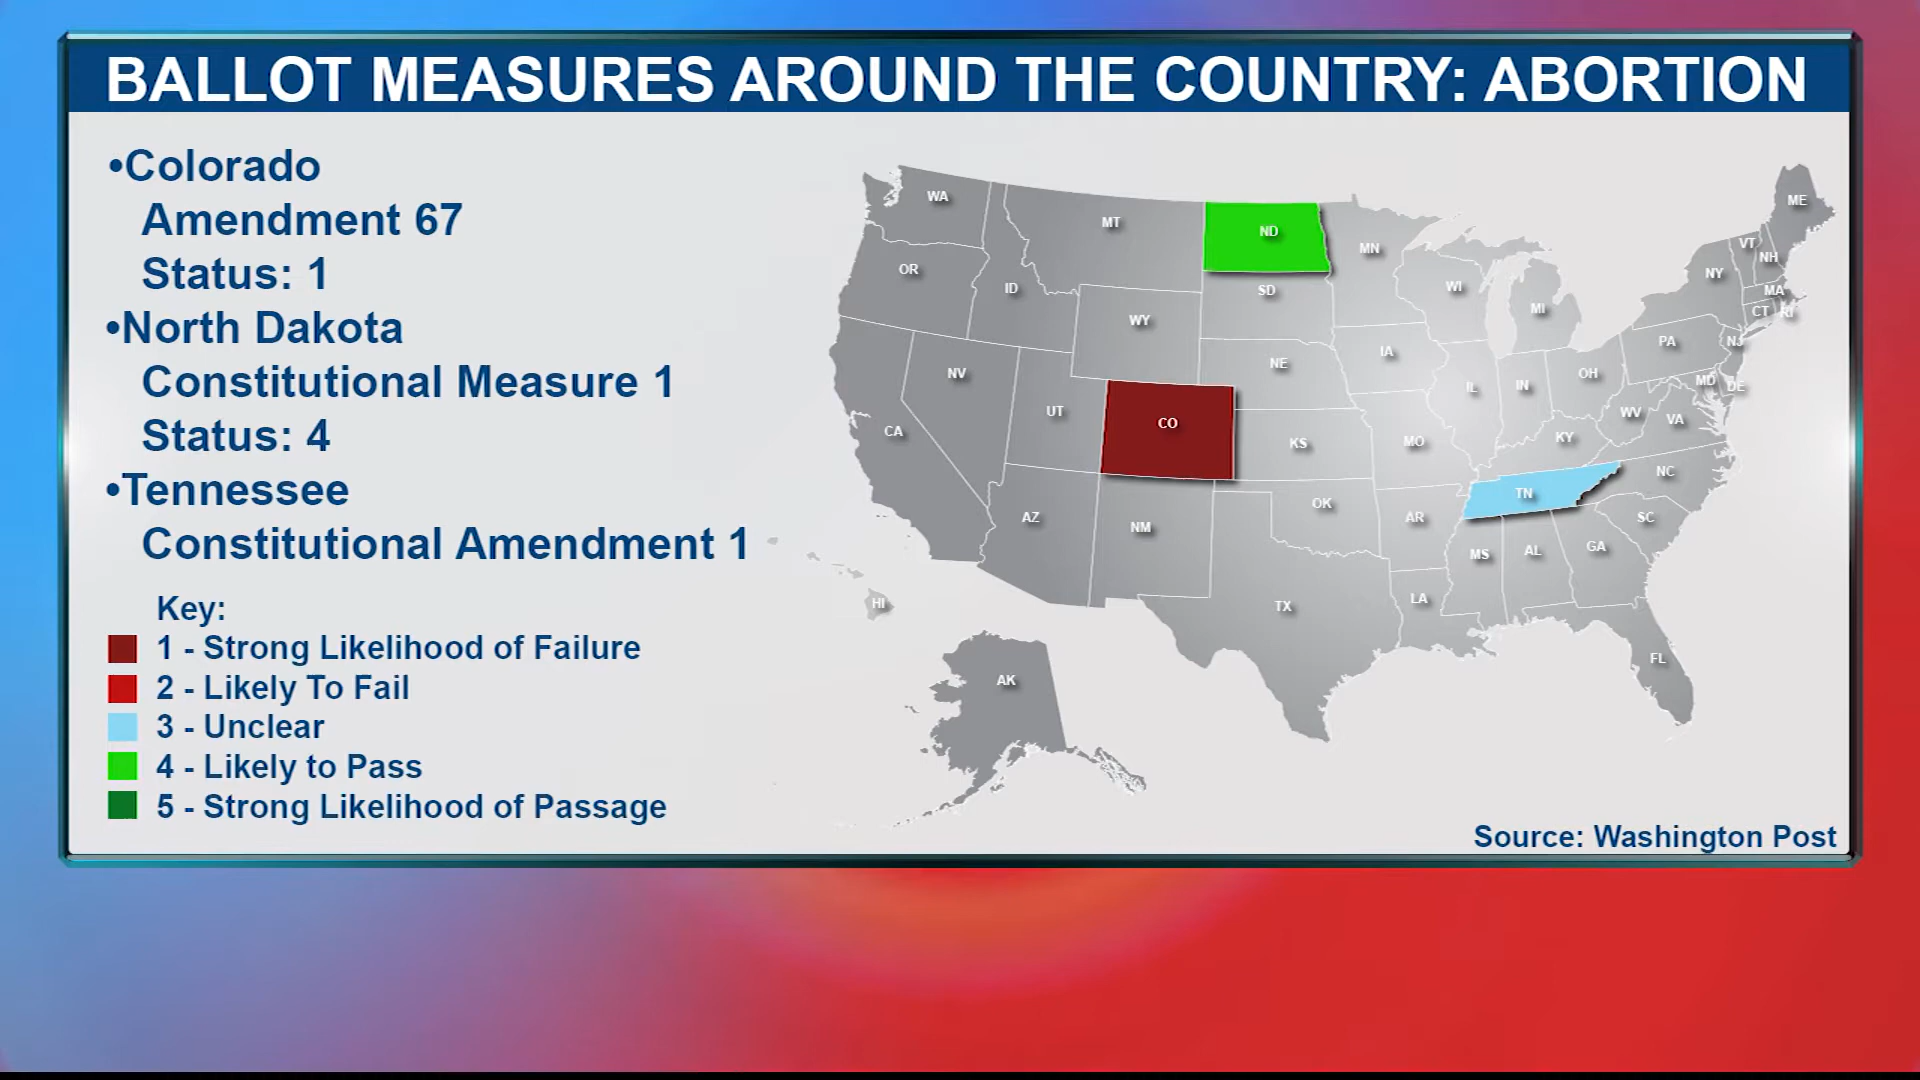 BALLOT MEASURES AROUND THE COUNTRY: ABORTION
•Colorado
Amendment 67
Status: 1
•North Dakota
Constitutional Measure 1
Status: 4
•Tennessee
Constitutional Amendment 1
Key:
1 - Strong Likelihood of Failure
2 - Likely To Fail
3 - Unclear
4 - Likely to Pass
5 - Strong Likelihood of Passage
WA
MT
ND
MN
ME
VT
NH
OR
ID
SD
WI
NY
MA
WY
MI
CT
RI
IA
PA
NJ
NV
NE
IL
IN
OH
MD
DE
UT
CO
WV
VA
CA
KS
MO
KY
NC
AZ
NM
OK
AR
TN
SC
MS
AL
GA
HI
TX
LA
FL
AK
Source: Washington Post